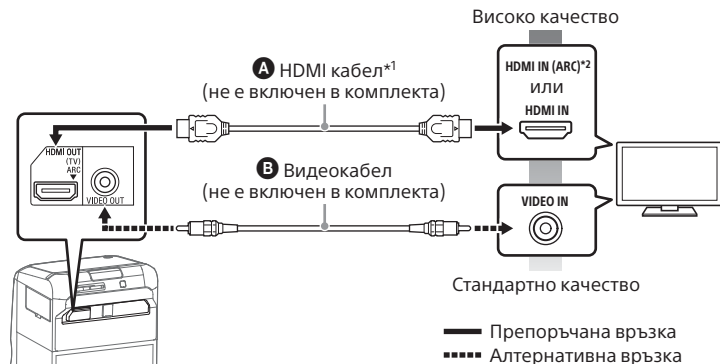 Високо качество
A HDMI кабел*1
(не е включен в комплекта)
HDMI IN (ARC)*2
или
HDMI IN
HDMI OUT
(TV)
ARC
VIDEO OUT
B Видеокабел
(не е включен в комплекта)
VIDEO IN
Стандартно качество
Препоръчана връзка
Алтернативна връзка